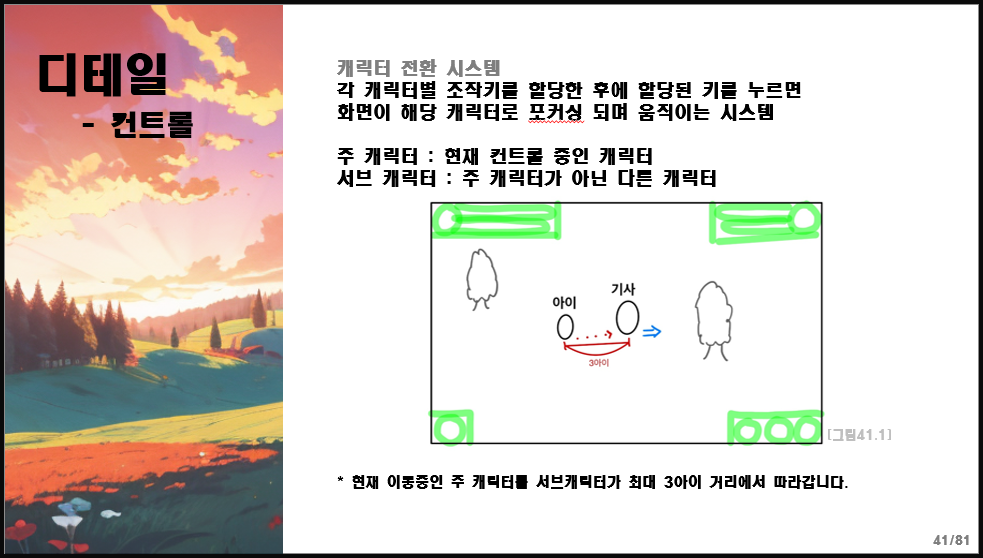 디테일
- 컨트롤
캐릭터 전환 시스템
각 캐릭터별 조작키를 할당한 후에 할당된 키를 누르면
화면이 해당 캐릭터로 포커싱 되며 움직이는 시스템
주 캐릭터 : 현재 컨트롤 중인 캐릭터
서브 캐릭터 : 주 캐릭터가 아닌 다른 캐릭터
기사
아이
3아이
[그림41.1]
* 현재 이동중인 주 캐릭터를 서브캐릭터가 최대 3아이 거리에서 따라갑니다.
41/81